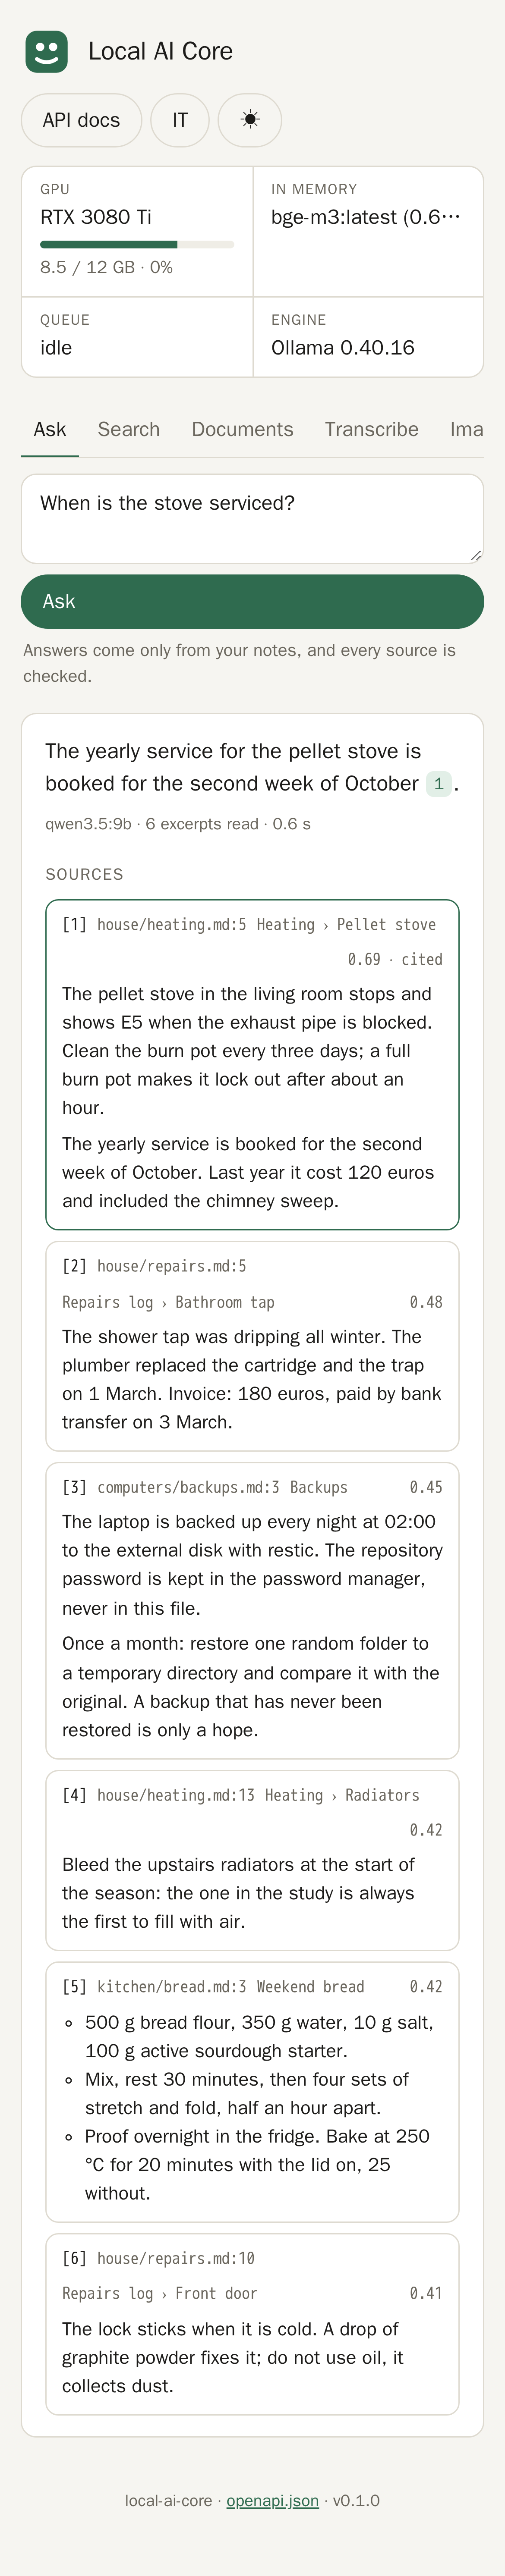 Local AI Core
API docs
IT
☀
GPU
RTX 3080 Ti
8.5 / 12 GB · 0%
IN MEMORY
bge-m3:latest (0.6···
QUEUE
idle
ENGINE
Ollama 0.40.16
Ask
Search
Documents
Transcribe
Ima
When is the stove serviced?
Ask
Answers come only from your notes, and every source is
checked.
The yearly service for the pellet stove is
booked for the second week of October 1.
qwen3.5:9b · 6 excerpts read · 0.6 s
SOURCES
[1] house/heating.md:5 Heating › Pellet stove
0.69 · cited
The pellet stove in the living room stops and
shows E5 when the exhaust pipe is blocked.
Clean the burn pot every three days; a full
burn pot makes it lock out after about an
hour.
The yearly service is booked for the second
week of October. Last year it cost 120 euros
and included the chimney sweep.
[2] house/repairs.md:5
Repairs log › Bathroom tap 0.48
The shower tap was dripping all winter. The
plumber replaced the cartridge and the trap
on 1 March. Invoice: 180 euros, paid by bank
transfer on 3 March.
[3] computers/backups.md:3 Backups 0.45
The laptop is backed up every night at 02:00
to the external disk with restic. The repository
password is kept in the password manager,
never in this file.
Once a month: restore one random folder to
a temporary directory and compare it with the
original. A backup that has never been
restored is only a hope.
[4] house/heating.md:13 Heating › Radiators
0.42
Bleed the upstairs radiators at the start of
the season: the one in the study is always
the first to fill with air.
[5] kitchen/bread.md:3 Weekend bread 0.42
◦ 500 g bread flour, 350 g water, 10 g salt,
100 g active sourdough starter.
◦ Mix, rest 30 minutes, then four sets of
stretch and fold, half an hour apart.
◦ Proof overnight in the fridge. Bake at 250
°C for 20 minutes with the lid on, 25
without.
[6] house/repairs.md:10
Repairs log › Front door 0.41
The lock sticks when it is cold. A drop of
graphite powder fixes it; do not use oil, it
collects dust.
local-ai-core · openapi.json · v0.1.0